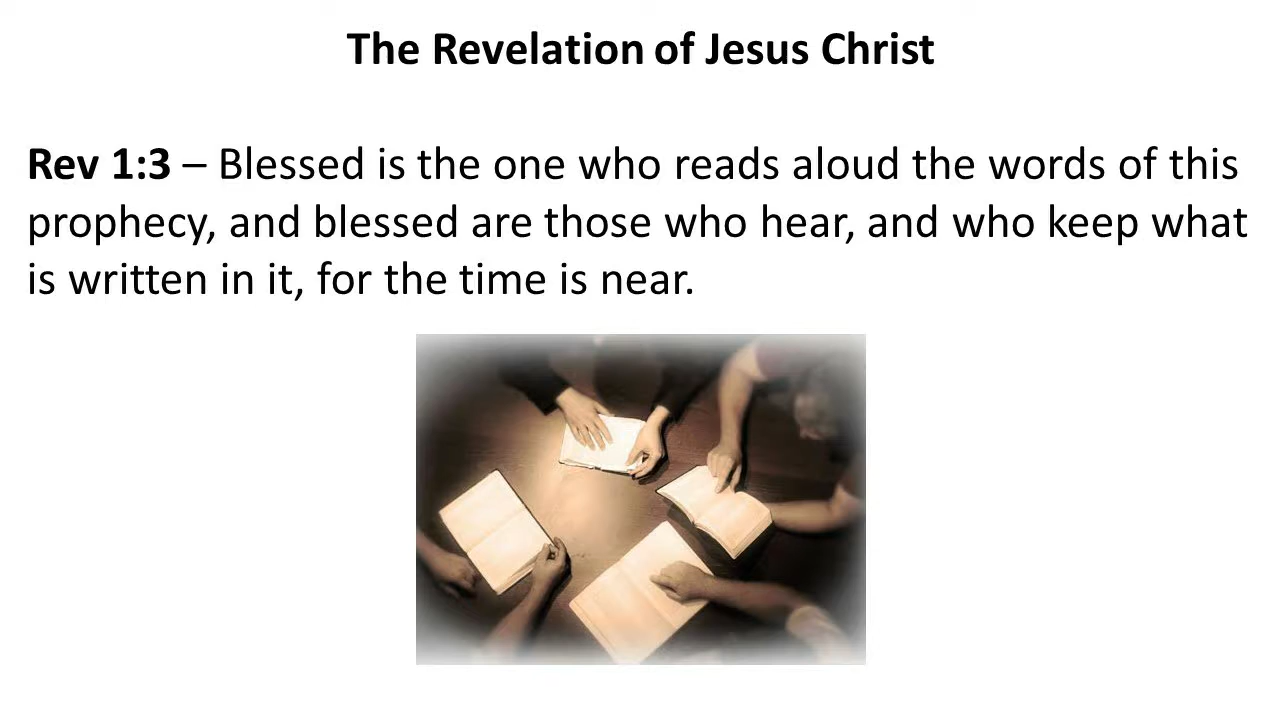 The Revelation of Jesus Christ
Rev 1:3 – Blessed is the one who reads aloud the words of this
prophecy, and blessed are those who hear, and who keep what
is written in it, for the time is near.